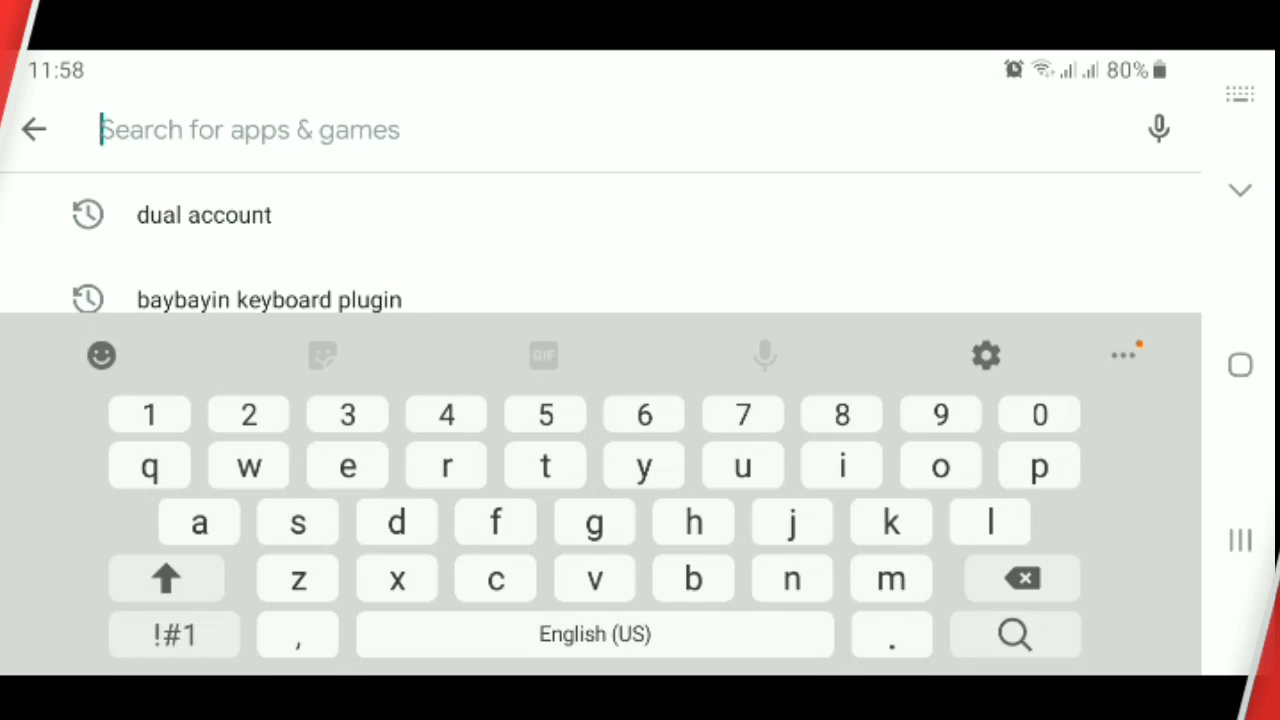 11:58 80%
Search for apps & games
dual account
baybayin keyboard plugin
GIF
1 2 3 4 5 6 7 8 9 0
q w e r t y u i o p
a s d f g h j k l
z x c v b n m
!#1 , English (US) .